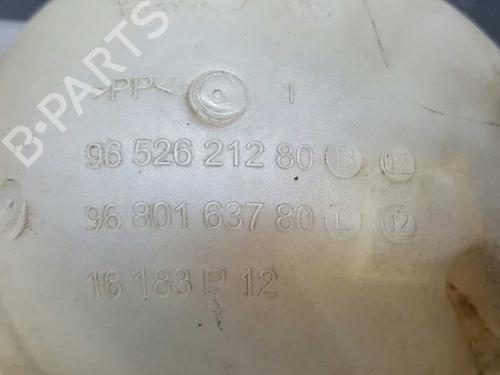 B-PARTS
>PP< 1
96 526 212 80 B 02
96 801 637 80 C 02
16 183 P 12